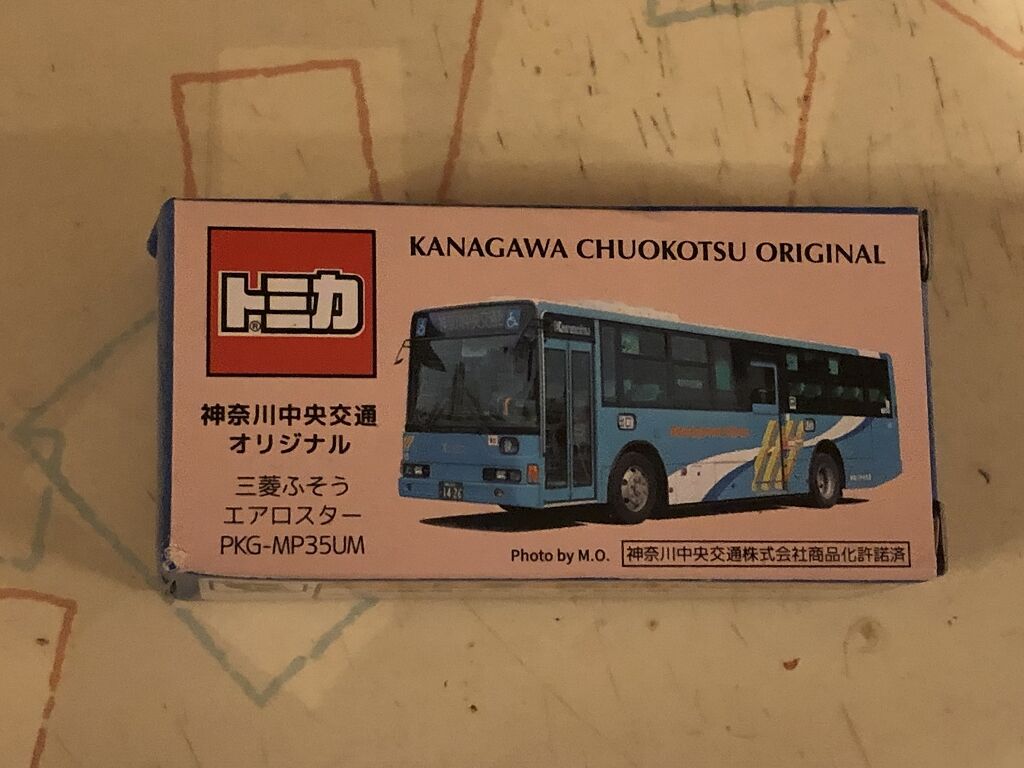 KANAGAWA CHUOKOTSU ORIGINAL
トミカ®
神奈川中央交通
オリジナル
三菱ふそう
エアロスター
PKG-MP35UM
1426
Photo by M.O.
神奈川中央交通株式会社商品化許諾済